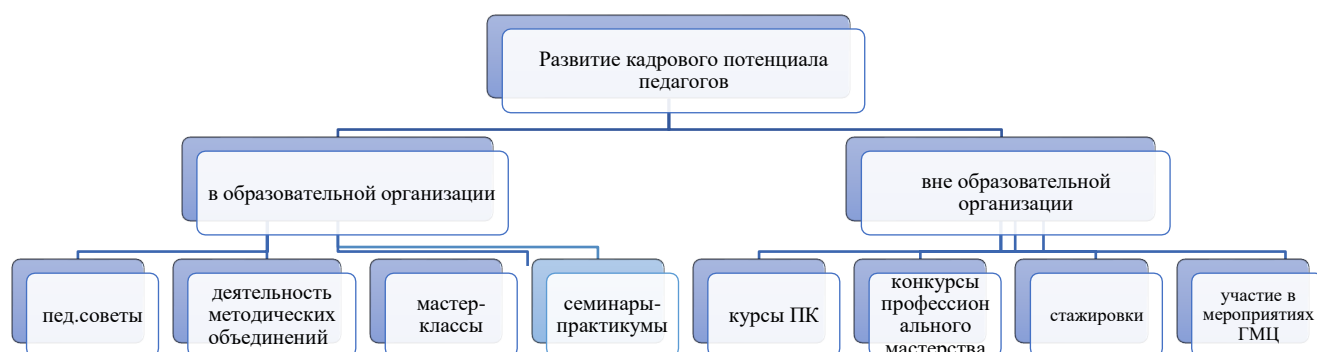 Развитие кадрового потенциала
педагогов
в образовательной организации
вне образовательной
организации
пед.советы
деятельность
методических
объединений
мастер-
классы
семинары-
практикумы
курсы ПК
конкурсы
профессион
ального
мастерства
стажировки
участие в
мероприятиях
ГМЦ